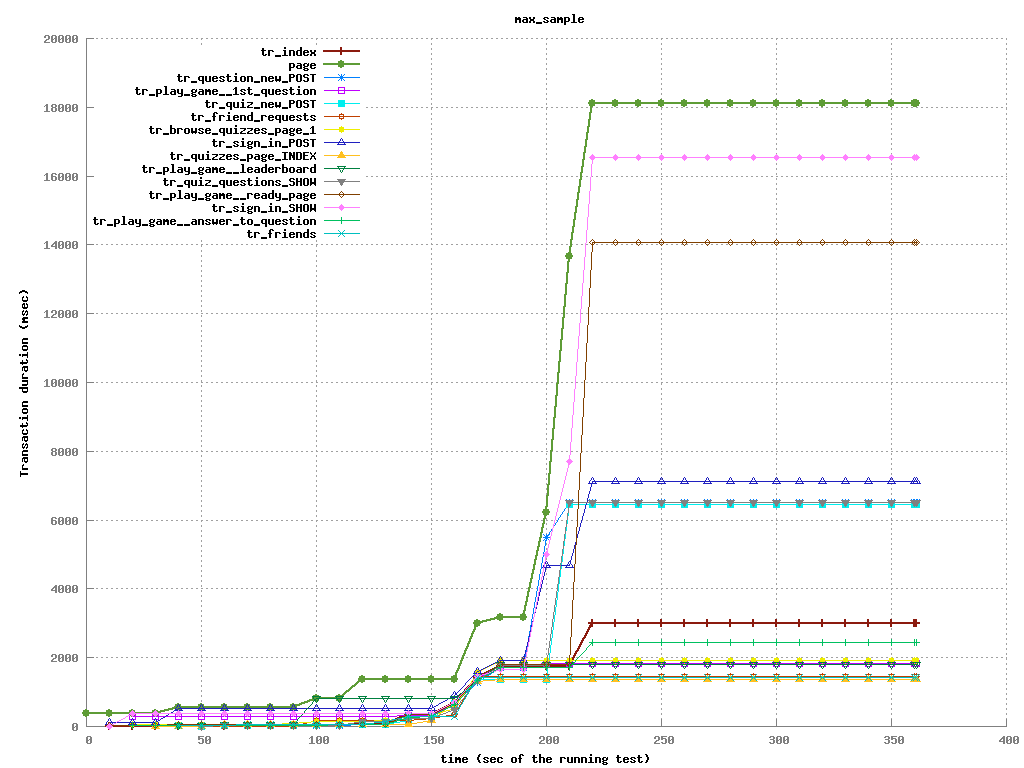 max_sample
20000
18000
16000
14000
12000
10000
8000
6000
4000
2000
0
Transaction duration (msec)
tr_index
page
tr_question_new_POST
tr_play_game__1st_question
tr_quiz_new_POST
tr_friend_requests
tr_browse_quizzes_page_1
tr_sign_in_POST
tr_quizzes_page_INDEX
tr_play_game__leaderboard
tr_quiz_questions_SHOW
tr_play_game__ready_page
tr_sign_in_SHOW
tr_play_game__answer_to_question
tr_friends
0 50 100 150 200 250 300 350 400
time (sec of the running test)